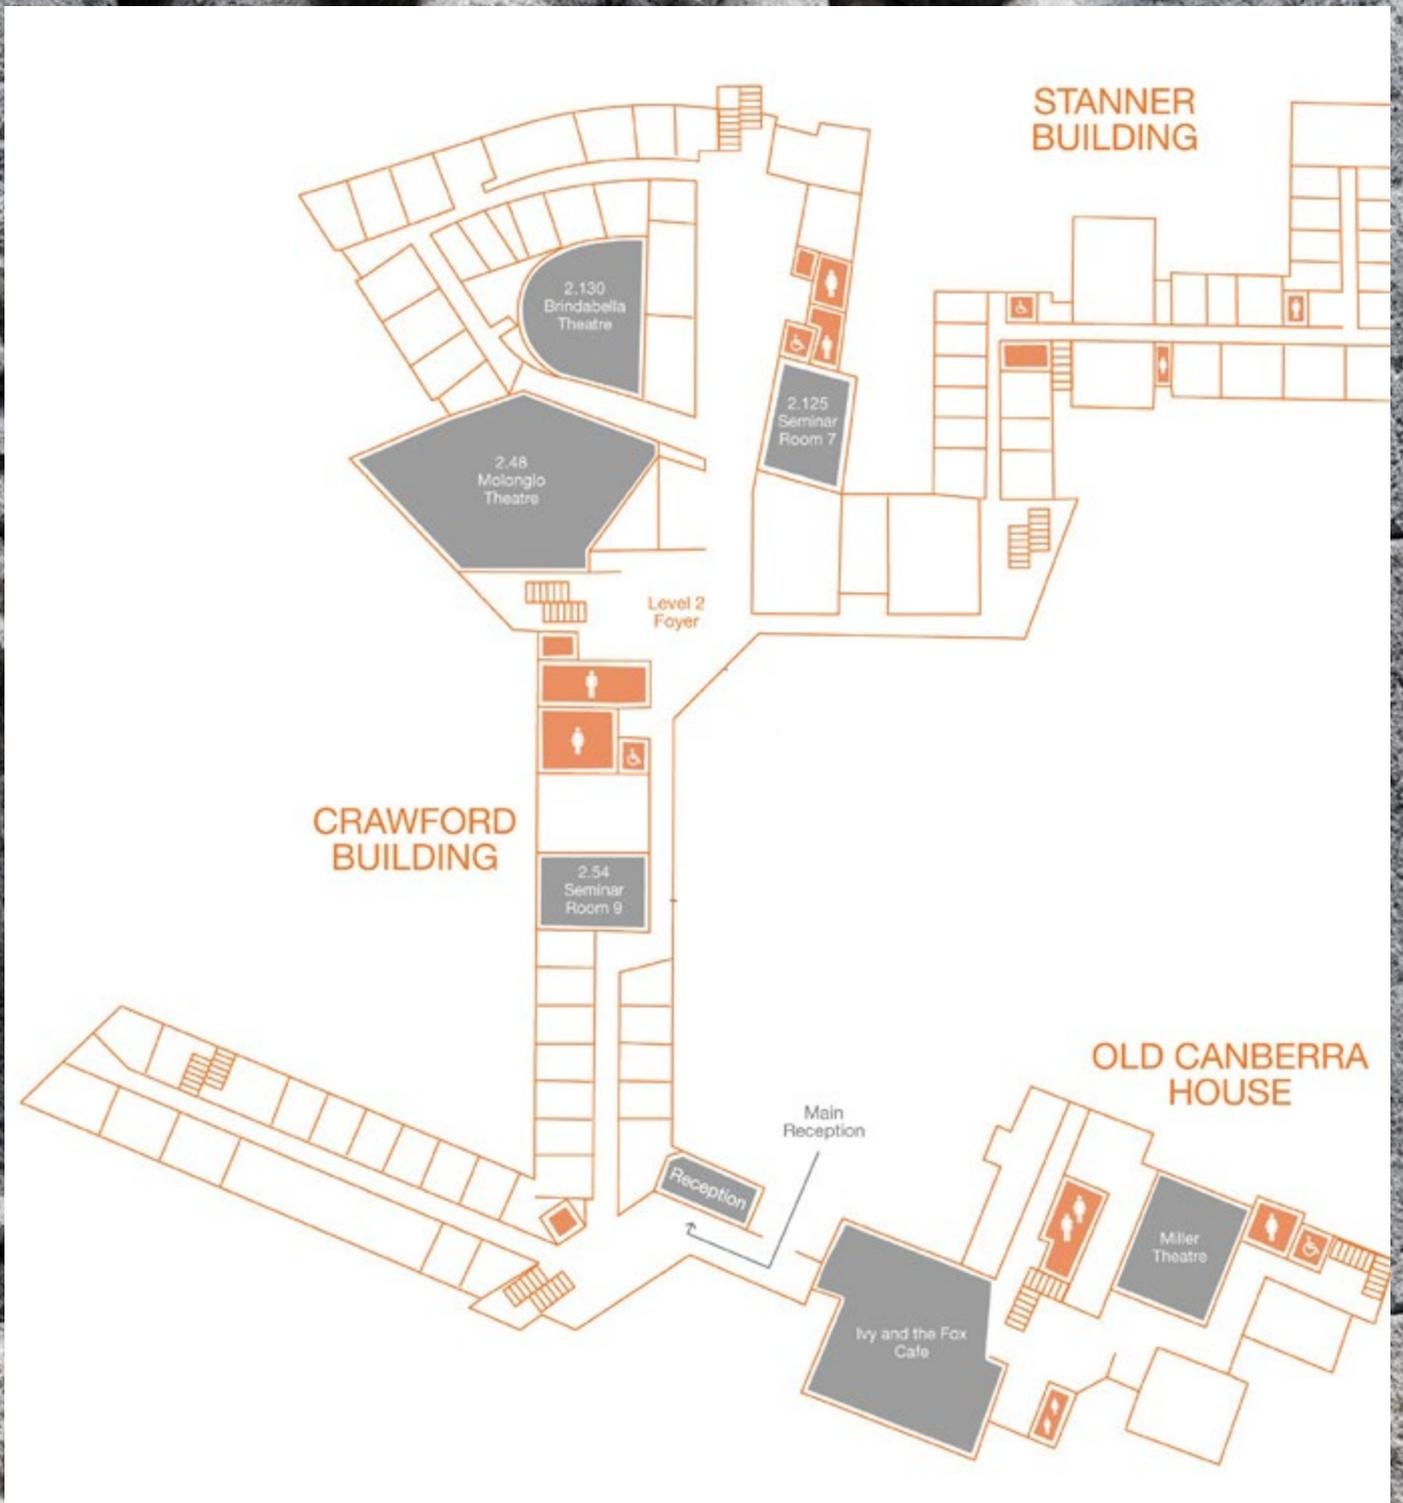 STANNER
BUILDING
2.130
Brindabella
Theatre
2.125
Seminar
Room 7
2.48
Molonglo
Theatre
Level 2
Foyer
CRAWFORD
BUILDING
2.54
Seminar
Room 9
OLD CANBERRA
HOUSE
Main
Reception
Reception
Miller
Theatre
Ivy and the Fox
Cafe